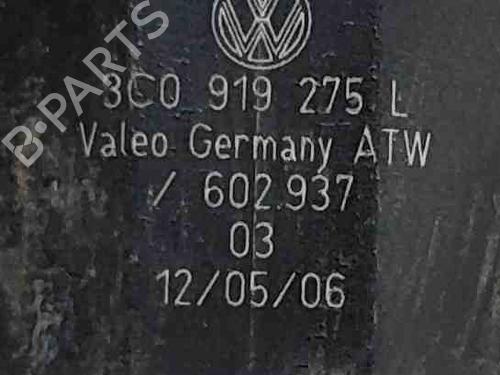 3C0 919 275 L
Valeo Germany ATW
/ 602.937
03
12/05/06
B-PARTS